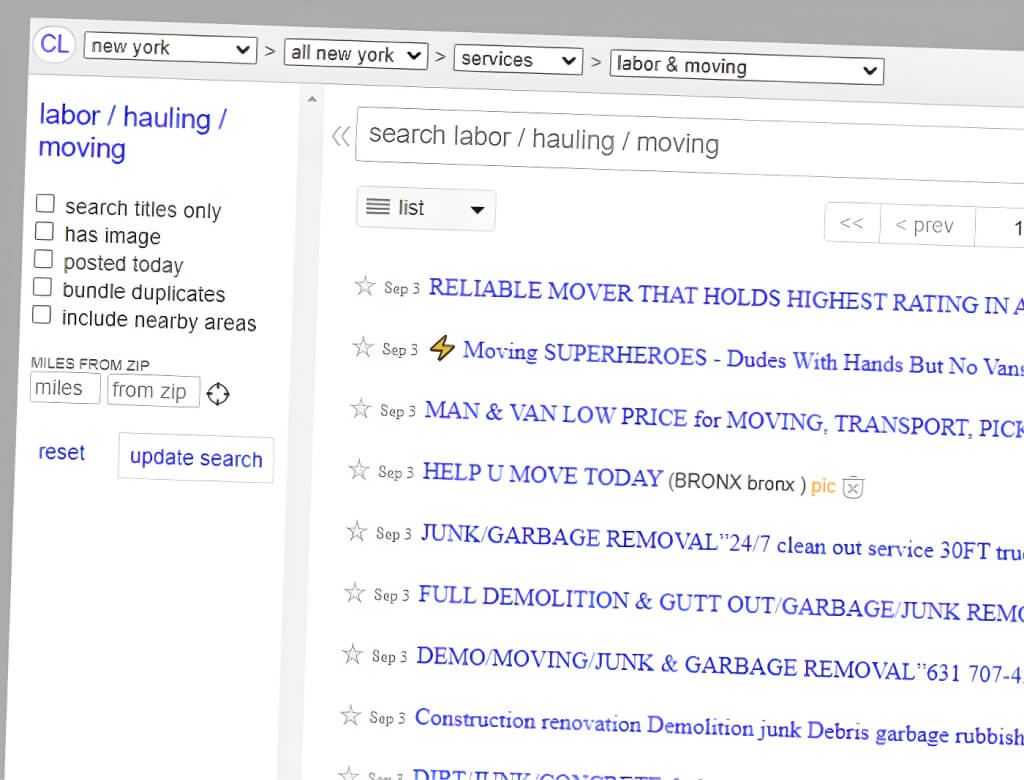 CL new york > all new york > services > labor & moving
labor / hauling /
moving
search titles only
has image
posted today
bundle duplicates
include nearby areas
MILES FROM ZIP
miles from zip
reset update search
search labor / hauling / moving
list << < prev 1
Sep 3 RELIABLE MOVER THAT HOLDS HIGHEST RATING IN A
Sep 3 ⚡ Moving SUPERHEROES - Dudes With Hands But No Vans
Sep 3 MAN & VAN LOW PRICE for MOVING, TRANSPORT, PICK
Sep 3 HELP U MOVE TODAY (BRONX bronx ) pic
Sep 3 JUNK/GARBAGE REMOVAL”24/7 clean out service 30FT tru
Sep 3 FULL DEMOLITION & GUTT OUT/GARBAGE/JUNK REMO
Sep 3 DEMO/MOVING/JUNK & GARBAGE REMOVAL”631 707-4
Sep 3 Construction renovation Demolition junk Debris garbage rubbish
Sep 3 DIRT/JUNK/CONCRETE